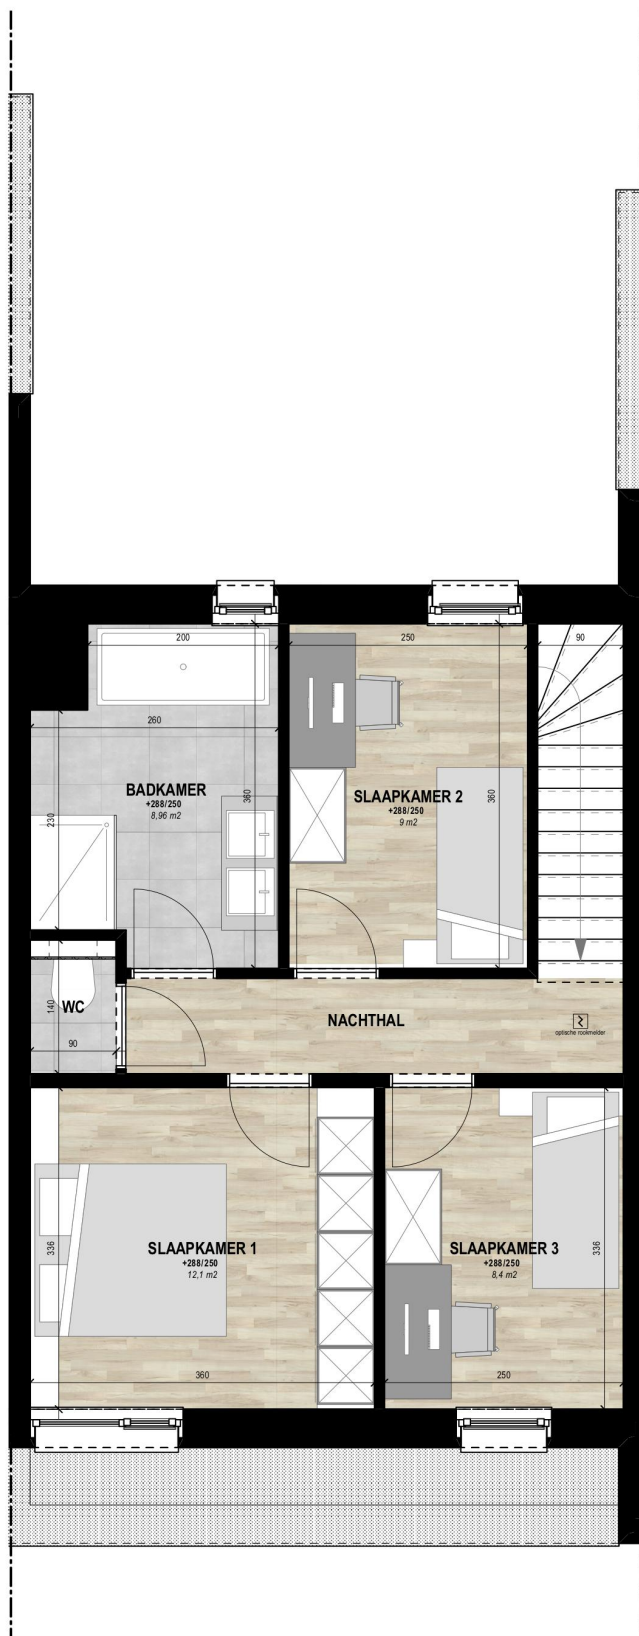 200
250
90
260
BADKAMER
+288/250
8,96 m2
360
230
SLAAPKAMER 2
+288/250
9 m2
360
WC
140
90
NACHTHAL
optische rookmelder
SLAAPKAMER 1
+288/250
12,1 m2
336
360
SLAAPKAMER 3
+288/250
8,4 m2
336
250